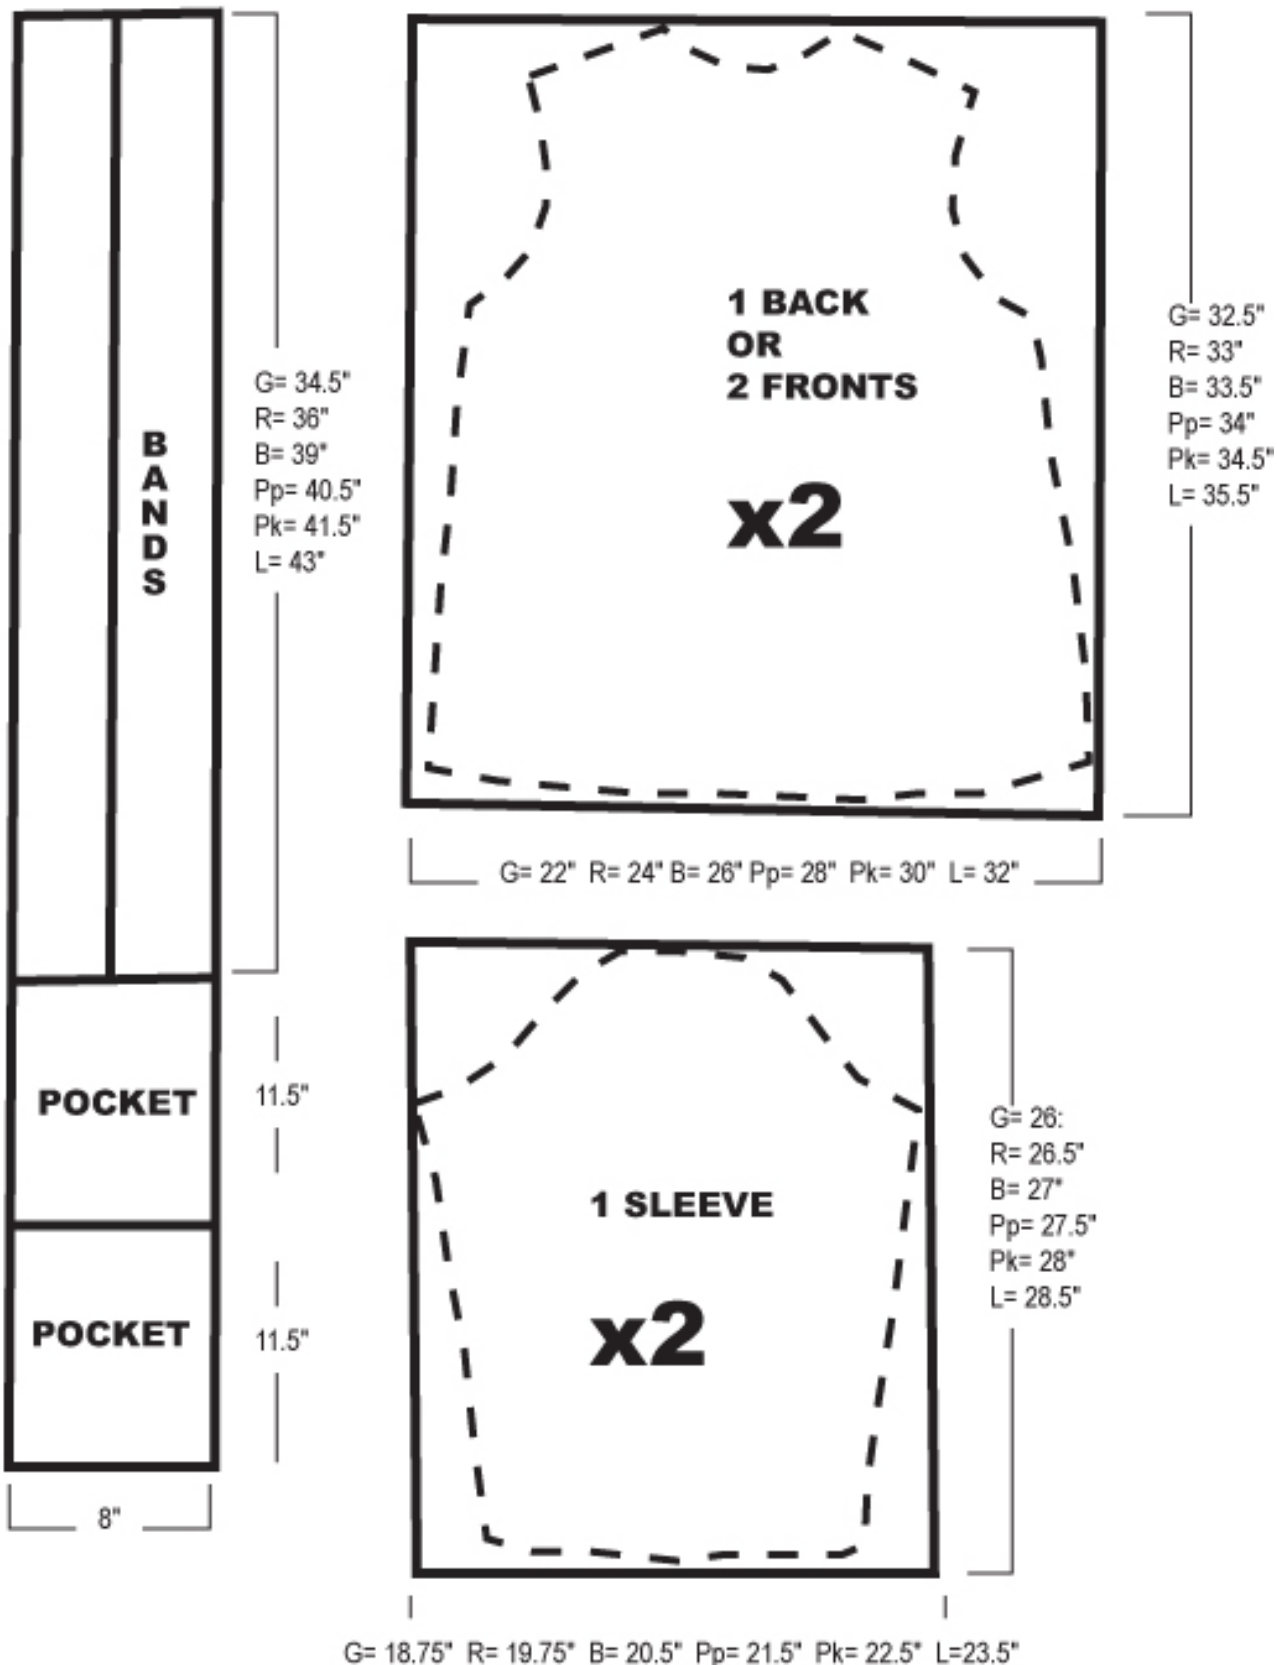 B
A
N
D
S
G= 34.5"
R= 36"
B= 39"
Pp= 40.5"
Pk= 41.5"
L= 43"
POCKET
11.5"
POCKET
11.5"
8"
1 BACK
OR
2 FRONTS
x2
G= 32.5"
R= 33"
B= 33.5"
Pp= 34"
Pk= 34.5"
L= 35.5"
G= 22" R= 24" B= 26" Pp= 28" Pk= 30" L= 32"
1 SLEEVE
x2
G= 26:
R= 26.5"
B= 27"
Pp= 27.5"
Pk= 28"
L= 28.5"
G= 18.75" R= 19.75" B= 20.5" Pp= 21.5" Pk= 22.5" L=23.5"